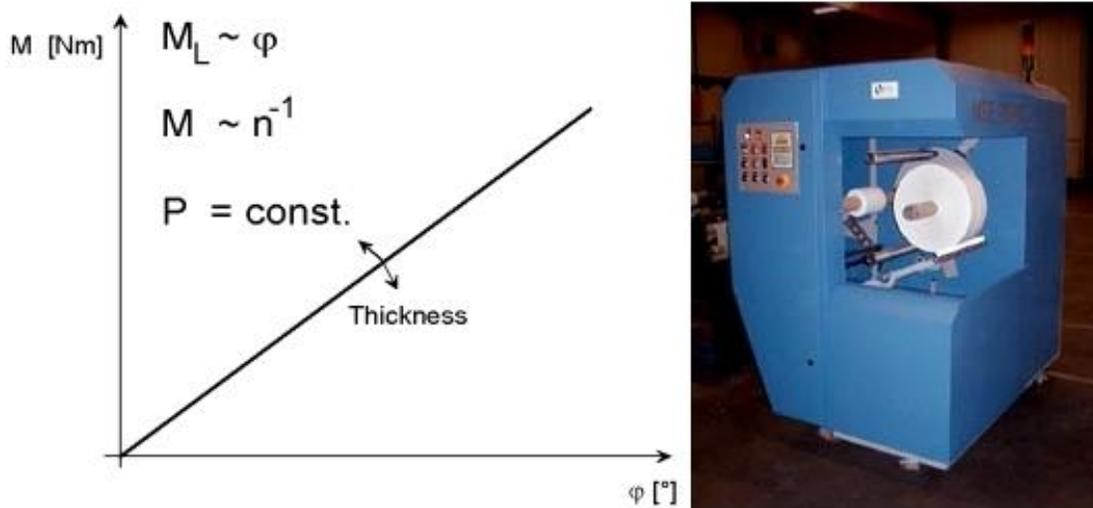 M [Nm]
M_L ~ φ
M ~ n⁻¹
P = const.
Thickness
φ [°]